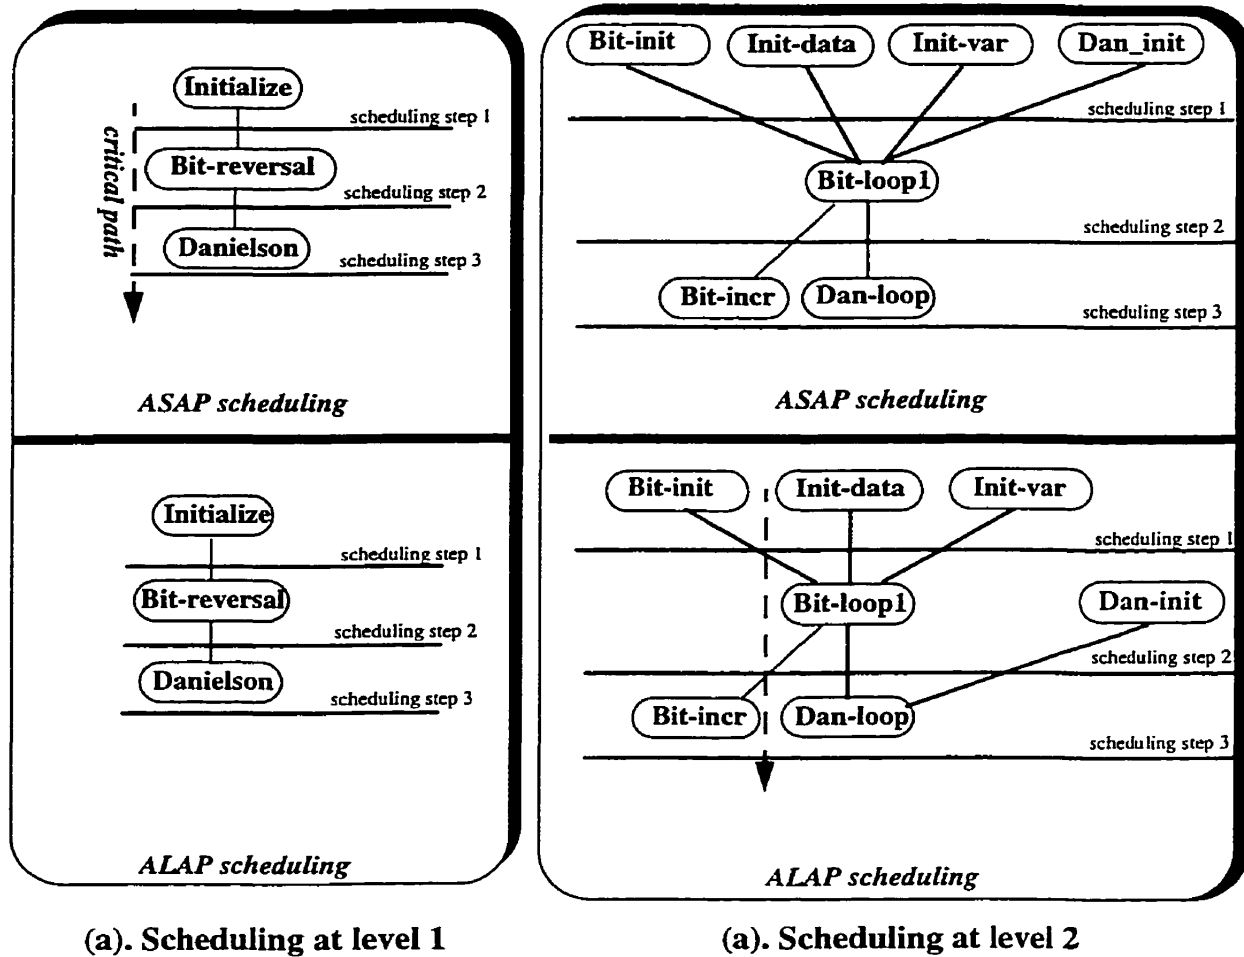 Initialize
scheduling step 1
critical path
Bit-reversal
scheduling step 2
Danielson
scheduling step 3
ASAP scheduling
Initialize
scheduling step 1
Bit-reversal
scheduling step 2
Danielson
scheduling step 3
ALAP scheduling
(a). Scheduling at level 1
Bit-init Init-data Init-var Dan_init
scheduling step 1
Bit-loop1
scheduling step 2
Bit-incr Dan-loop
scheduling step 3
ASAP scheduling
Bit-init Init-data Init-var
scheduling step 1
Bit-loop1 Dan-init
scheduling step 2
Bit-incr Dan-loop
scheduling step 3
ALAP scheduling
(a). Scheduling at level 2